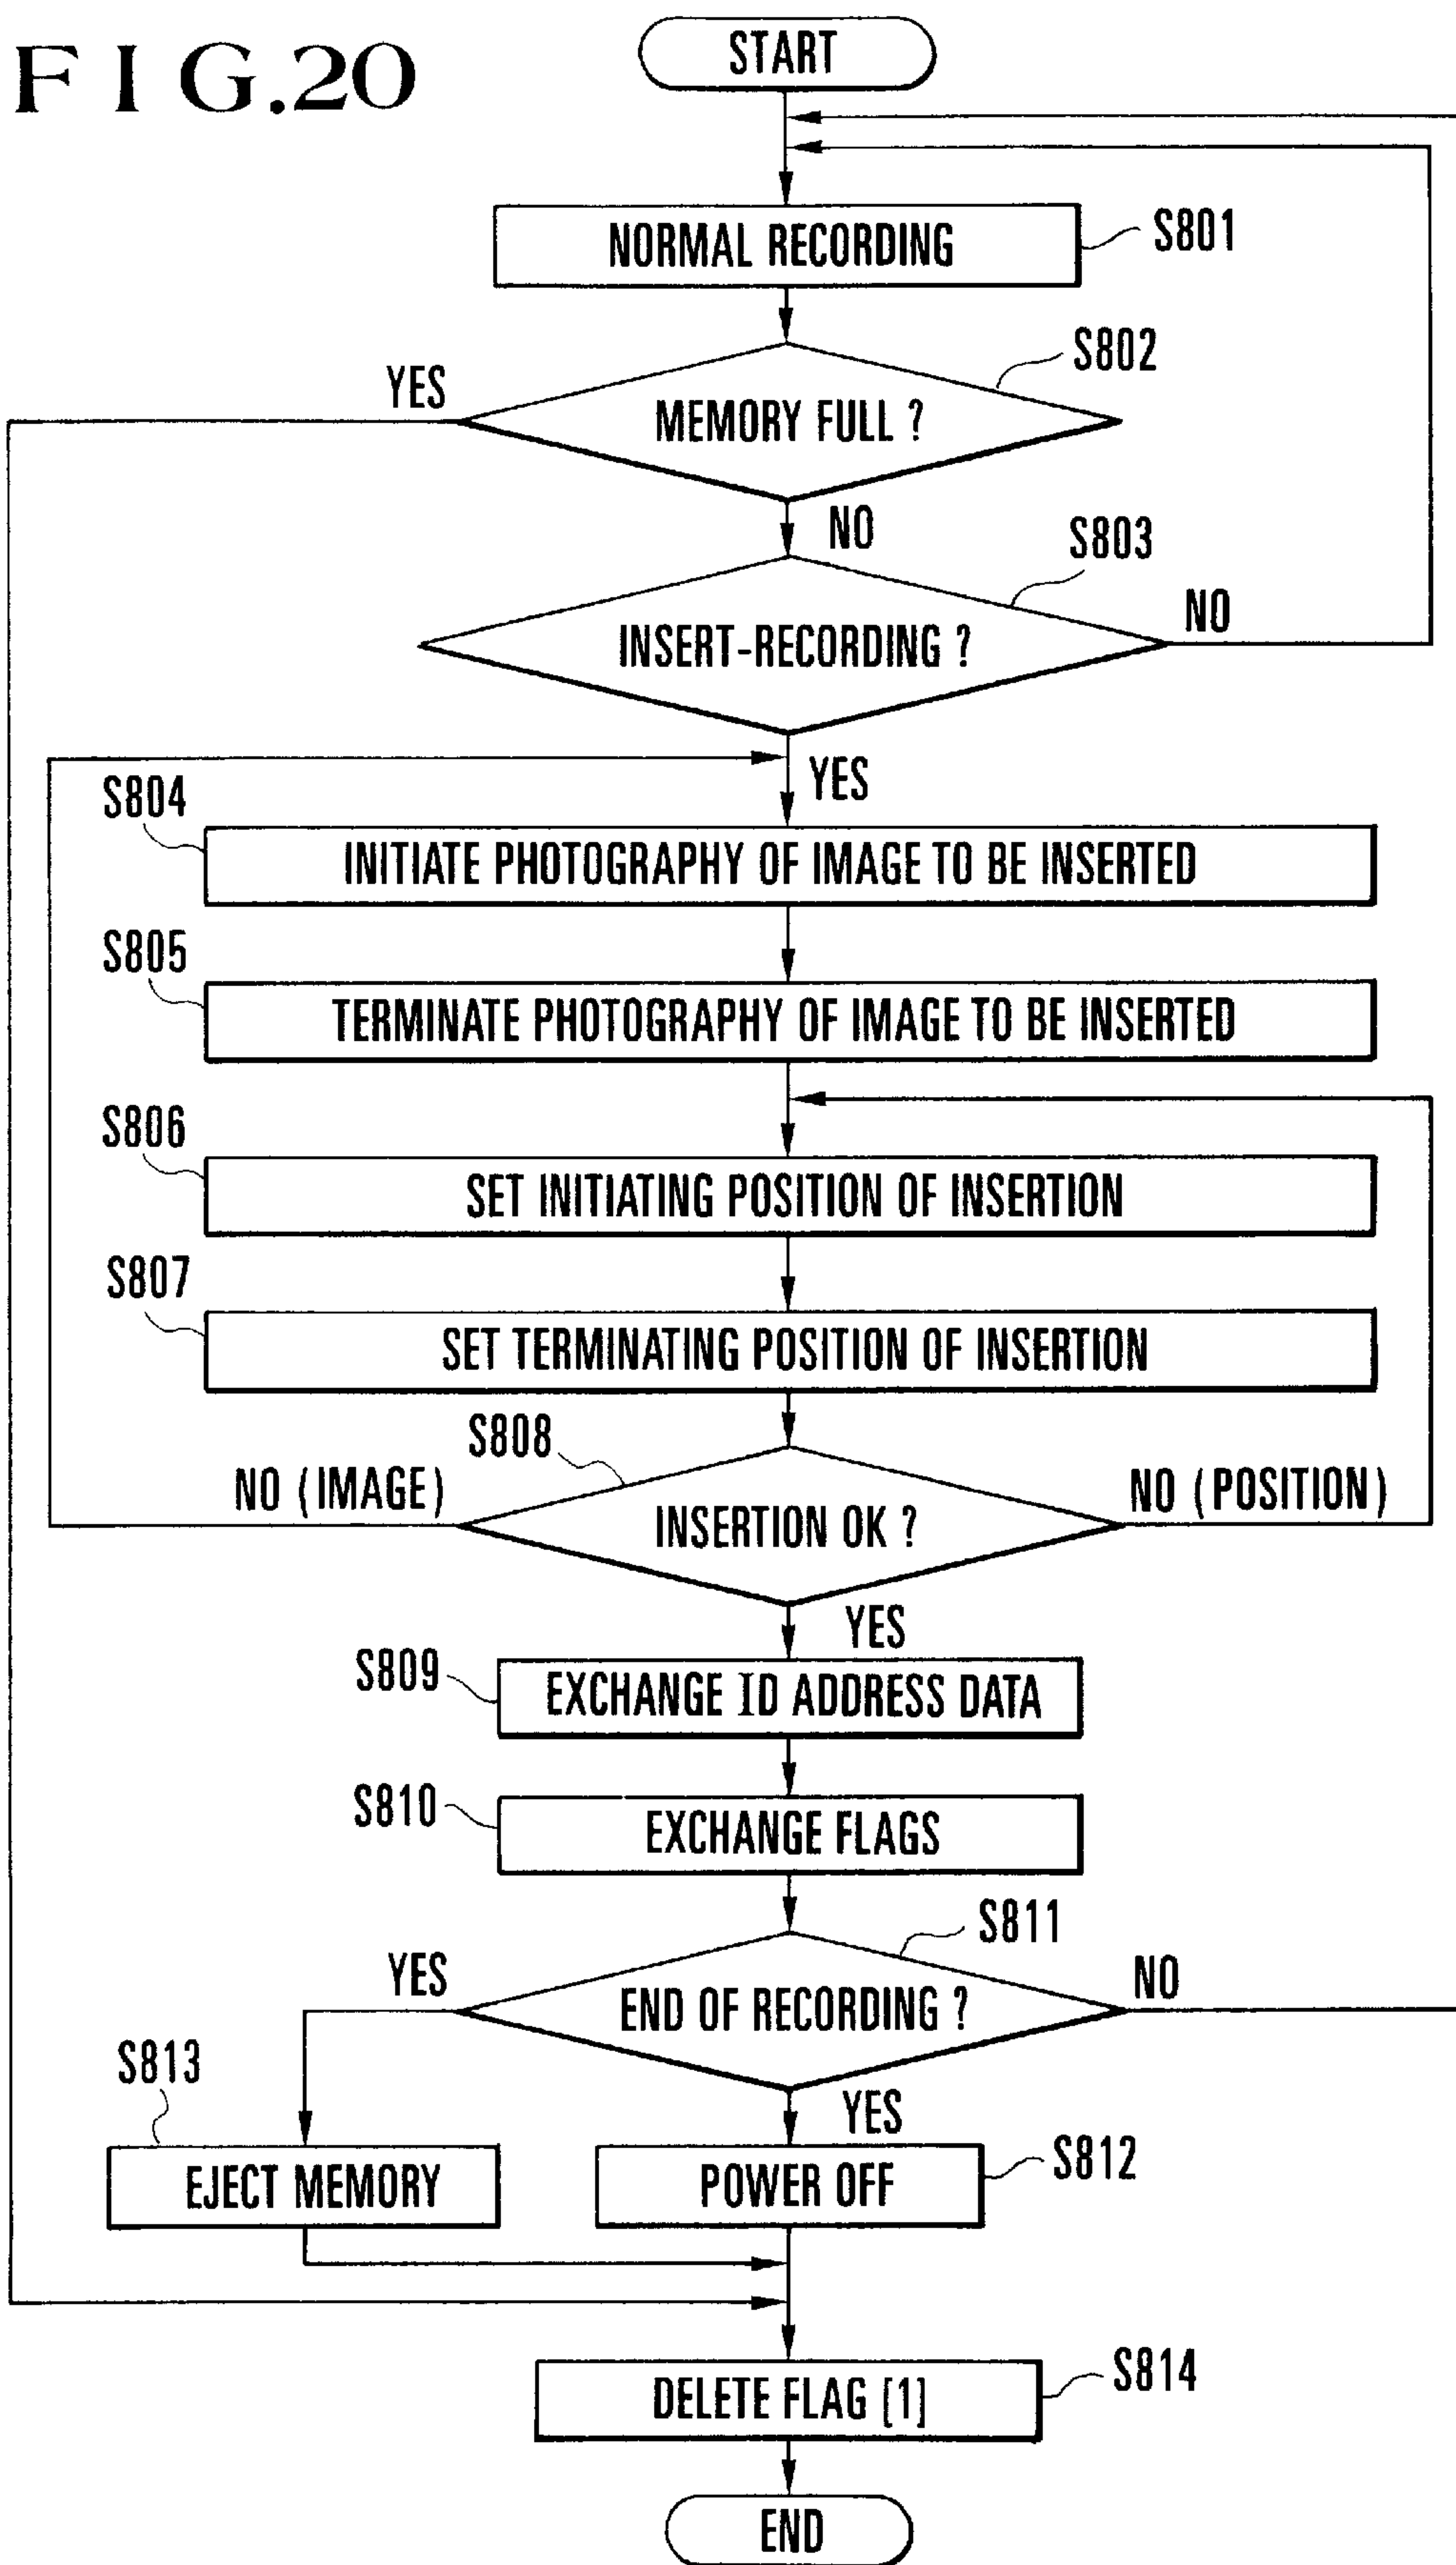 FIG.20
START
NORMAL RECORDING
S801
S802
YES
MEMORY FULL ?
NO
S803
INSERT-RECORDING ?
NO
YES
S804
INITIATE PHOTOGRAPHY OF IMAGE TO BE INSERTED
S805
TERMINATE PHOTOGRAPHY OF IMAGE TO BE INSERTED
S806
SET INITIATING POSITION OF INSERTION
S807
SET TERMINATING POSITION OF INSERTION
S808
NO (IMAGE)
NO (POSITION)
INSERTION OK ?
YES
S809
EXCHANGE ID ADDRESS DATA
S810
EXCHANGE FLAGS
S811
YES
NO
END OF RECORDING ?
S813
YES
EJECT MEMORY
POWER OFF
S812
DELETE FLAG [1]
S814
END